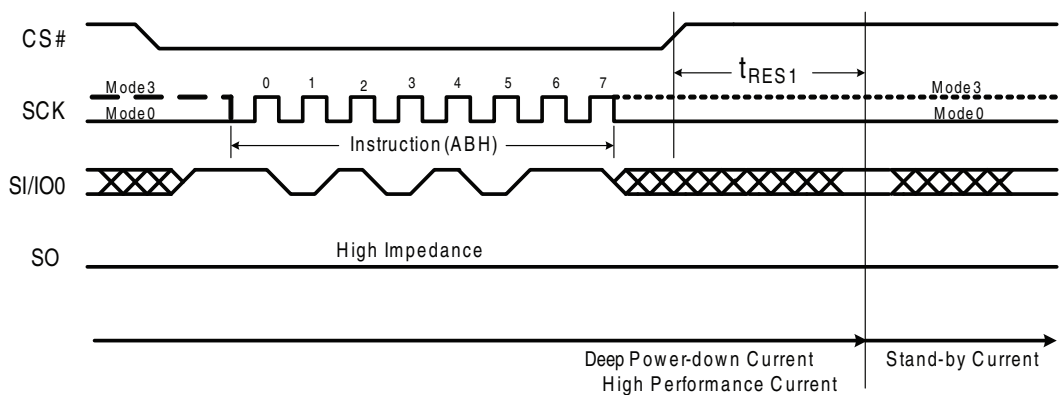 CS#
tRES1
SCK
Mode3
Mode0
0 1 2 3 4 5 6 7
Mode3
Mode0
Instruction(ABH)
SI/IO0
SO
High Impedance
Deep Power-down Current
High Performance Current
Stand-by Current